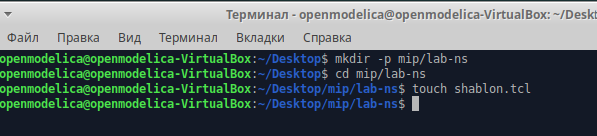 Терминал - openmodelica@openmodelica-VirtualBox: ~/Deskto
Файл Правка Вид Терминал Вкладки Справка
openmodelica@openmodelica-VirtualBox:~/Desktop$ mkdir -p mip/lab-ns
openmodelica@openmodelica-VirtualBox:~/Desktop$ cd mip/lab-ns
openmodelica@openmodelica-VirtualBox:~/Desktop/mip/lab-ns$ touch shablon.tcl
openmodelica@openmodelica-VirtualBox:~/Desktop/mip/lab-ns$